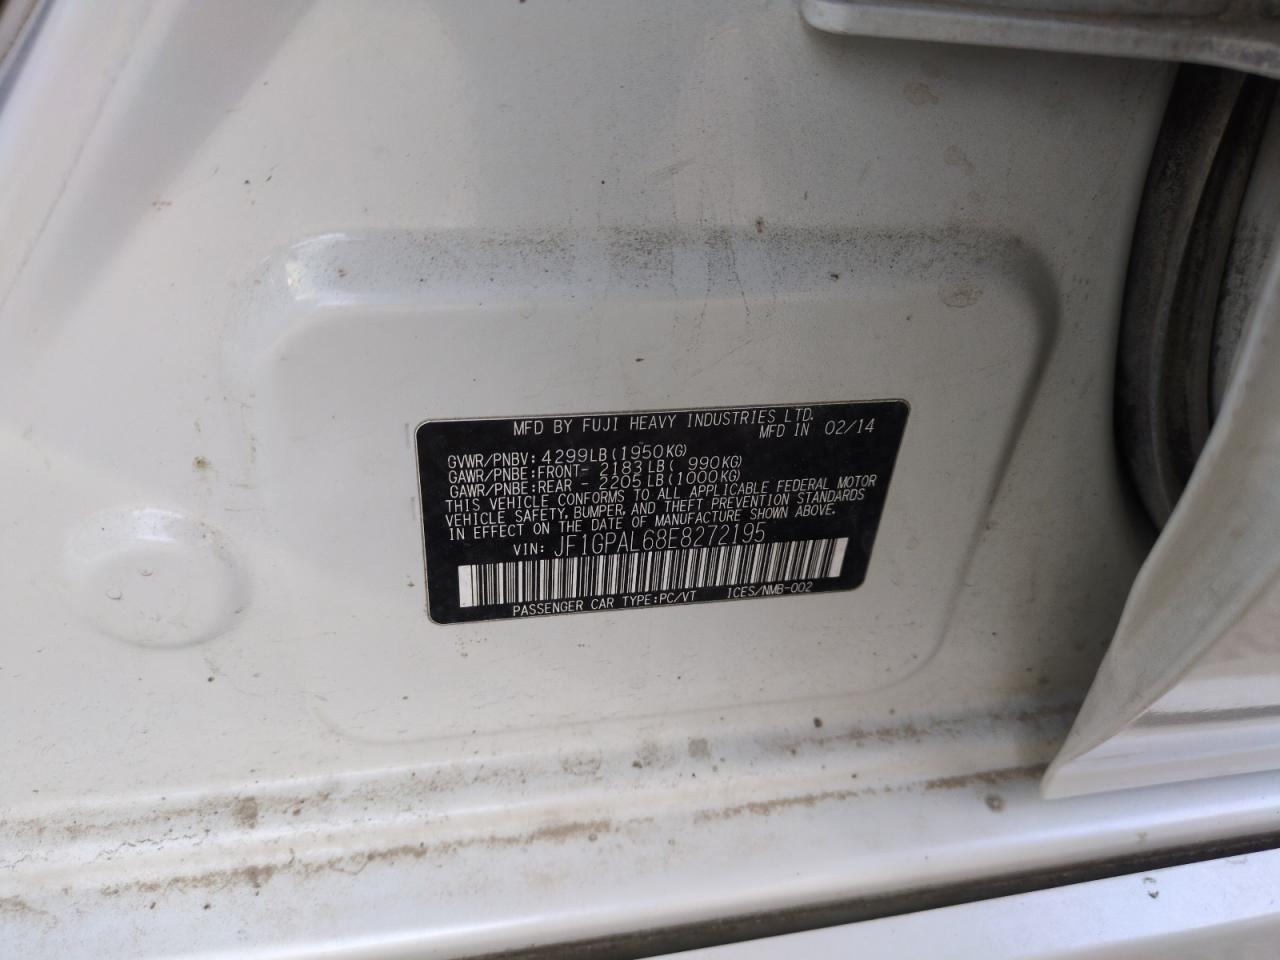 MFD BY FUJI HEAVY INDUSTRIES LTD.
MFD IN 02/14
GVWR/PNBV: 4299LB(1950KG)
GAWR/PNBE:FRONT- 2183LB( 990KG)
GAWR/PNBE:REAR - 2205LB(1000KG)
THIS VEHICLE CONFORMS TO ALL APPLICABLE FEDERAL MOTOR
VEHICLE SAFETY, BUMPER, AND THEFT PREVENTION STANDARDS
IN EFFECT ON THE DATE OF MANUFACTURE SHOWN ABOVE.
VIN: JF1GPAL68E8272195
PASSENGER CAR TYPE:PC/VT ICES/NMB-002